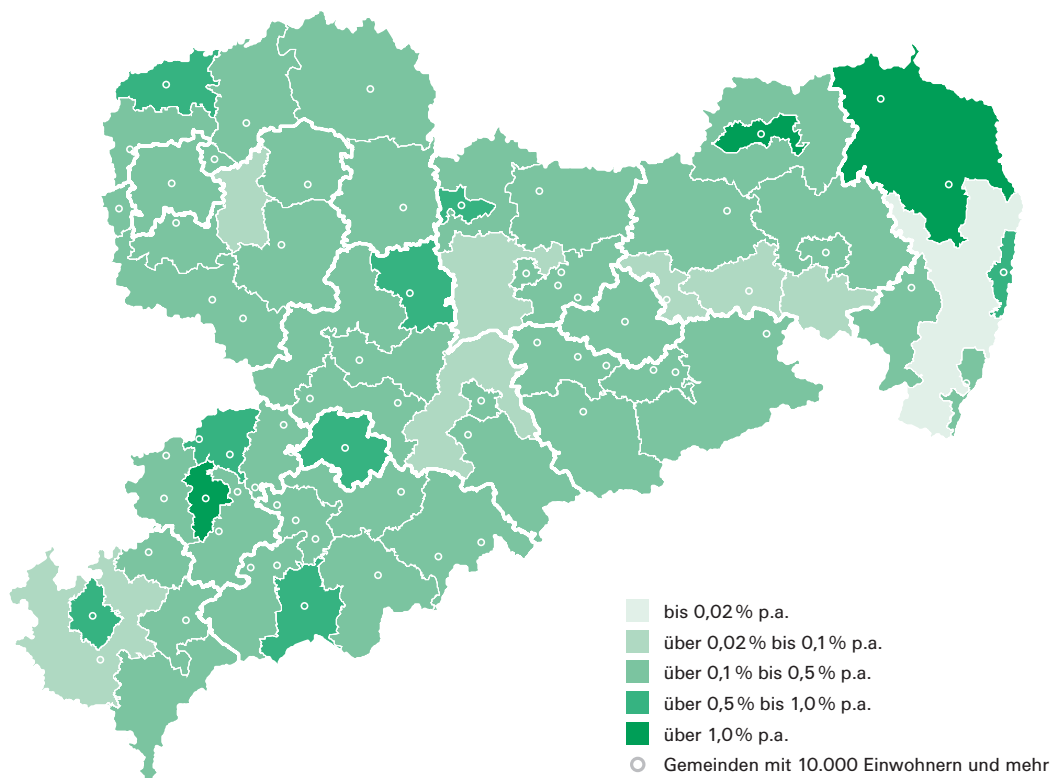 bis 0,02 % p.a.
über 0,02 % bis 0,1 % p.a.
über 0,1 % bis 0,5 % p.a.
über 0,5 % bis 1,0 % p.a.
über 1,0 % p.a.
Gemeinden mit 10.000 Einwohnern und mehr